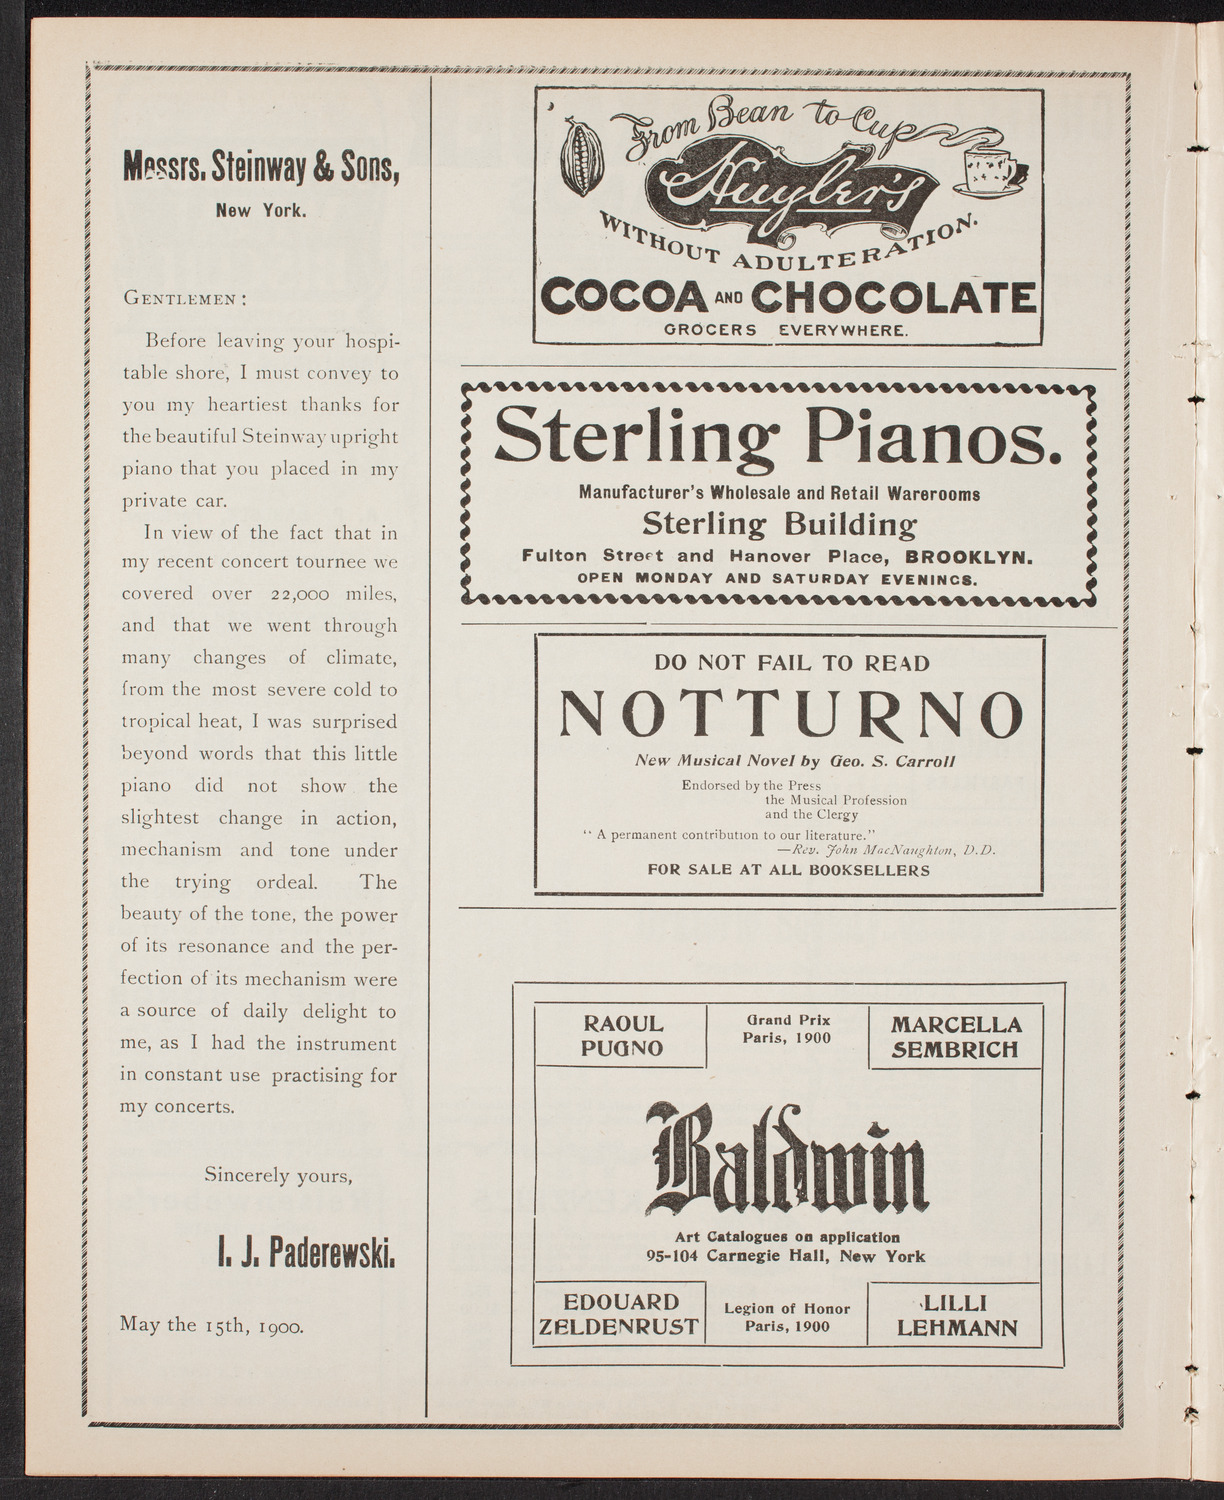 Messrs. Steinway & Sons,
New York.
GENTLEMEN:
Before leaving your hospi-
table shore, I must convey to
you my heartiest thanks for
the beautiful Steinway upright
piano that you placed in my
private car.
In view of the fact that in
my recent concert tournee we
covered over 22,000 miles,
and that we went through
many changes of climate,
from the most severe cold to
tropical heat, I was surprised
beyond words that this little
piano did not show the
slightest change in action,
mechanism and tone under
the trying ordeal. The
beauty of the tone, the power
of its resonance and the per-
fection of its mechanism were
a source of daily delight to
me, as I had the instrument
in constant use practising for
my concerts.
Sincerely yours,
I. J. Paderewski.
May the 15th, 1900.
From Bean to Cup
Huyler's
WITHOUT ADULTERATION.
COCOA AND CHOCOLATE
GROCERS EVERYWHERE.
Sterling Pianos.
Manufacturer's Wholesale and Retail Warerooms
Sterling Building
Fulton Street and Hanover Place, BROOKLYN.
OPEN MONDAY AND SATURDAY EVENINGS.
DO NOT FAIL TO READ
NOTTURNO
New Musical Novel by Geo. S. Carroll
Endorsed by the Press
the Musical Profession
and the Clergy
"A permanent contribution to our literature."
—Rev. John MacNaughton, D.D.
FOR SALE AT ALL BOOKSELLERS
RAOUL
PUGNO
Grand Prix
Paris, 1900
MARCELLA
SEMBRICH
Baldwin
Art Catalogues on application
95-104 Carnegie Hall, New York
EDOUARD
ZELDENRUST
Legion of Honor
Paris, 1900
LILLI
LEHMANN